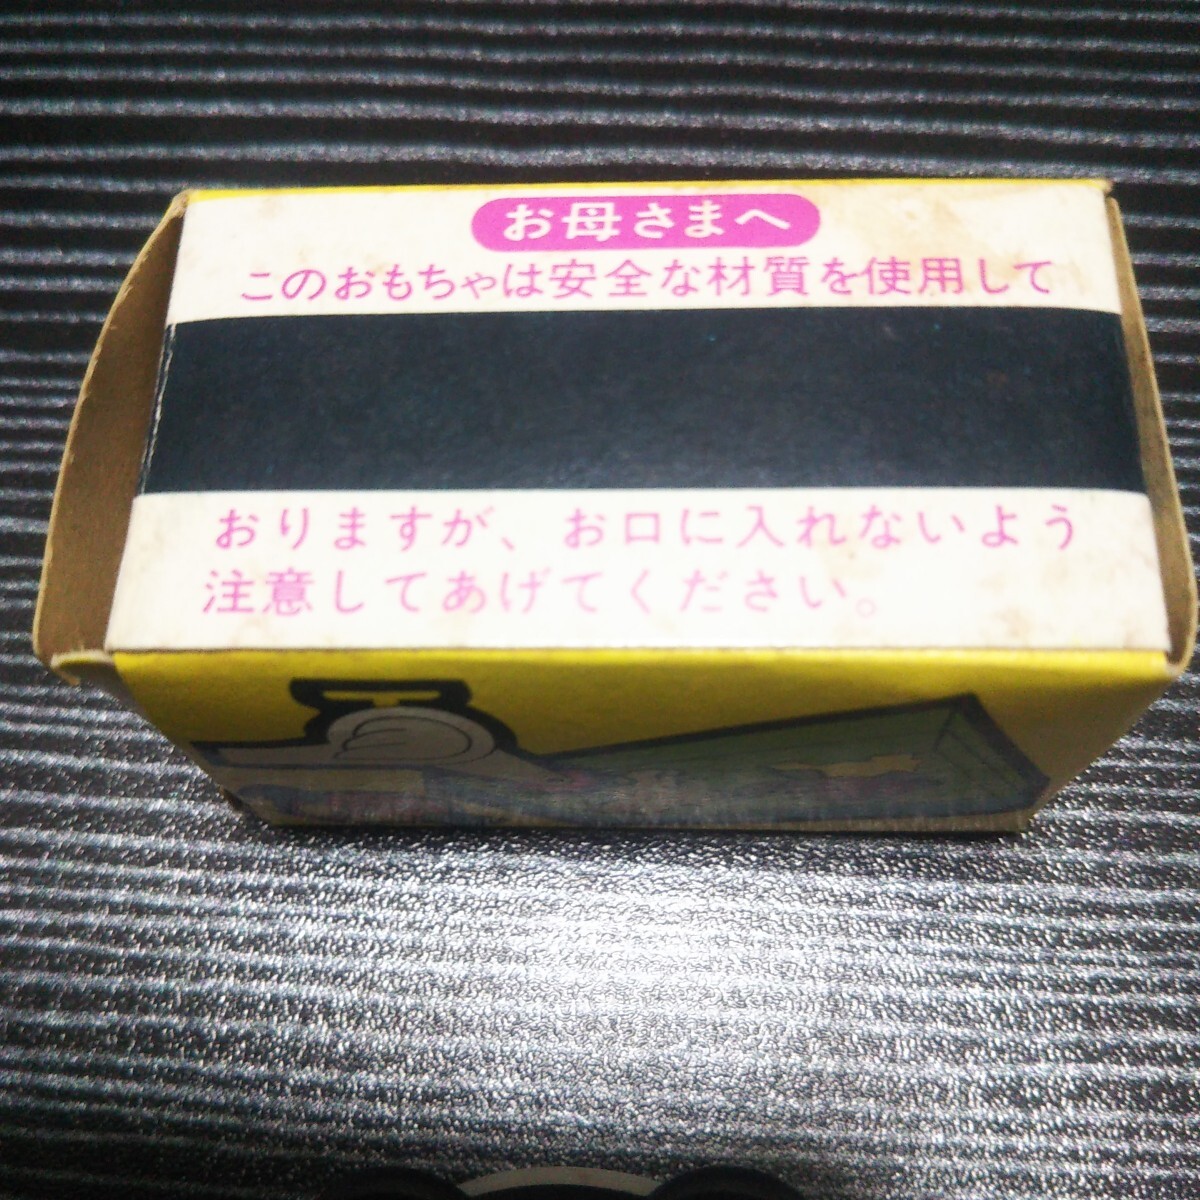 お母さまへ
このおもちゃは安全な材質を使用して
おりますが、お口に入れないよう
注意してあげてください。